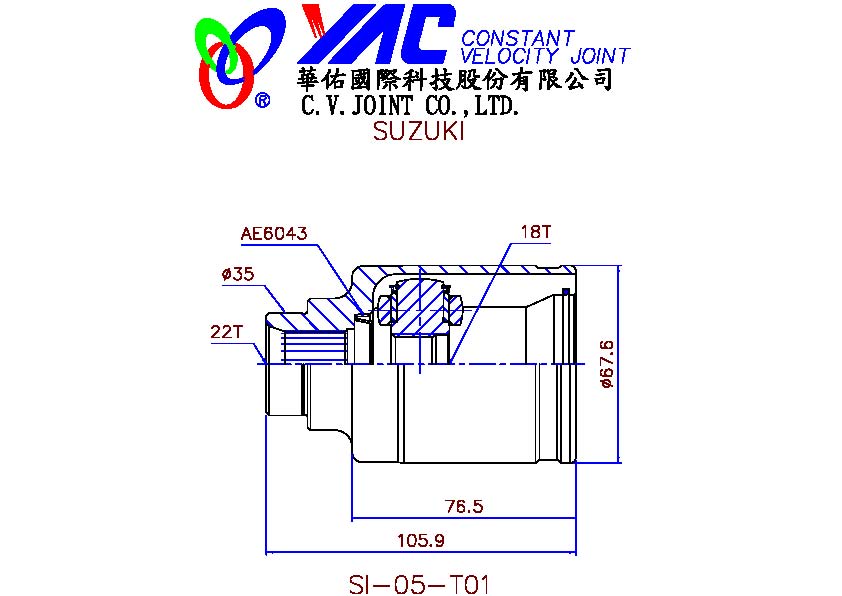 YAC CONSTANT
VELOCITY JOINT
華佑國際科技股份有限公司
®
C.V.JOINT CO.,LTD.
SUZUKI
AE6043
18T
ø35
22T
ø67.6
76.5
105.9
SI-05-T01